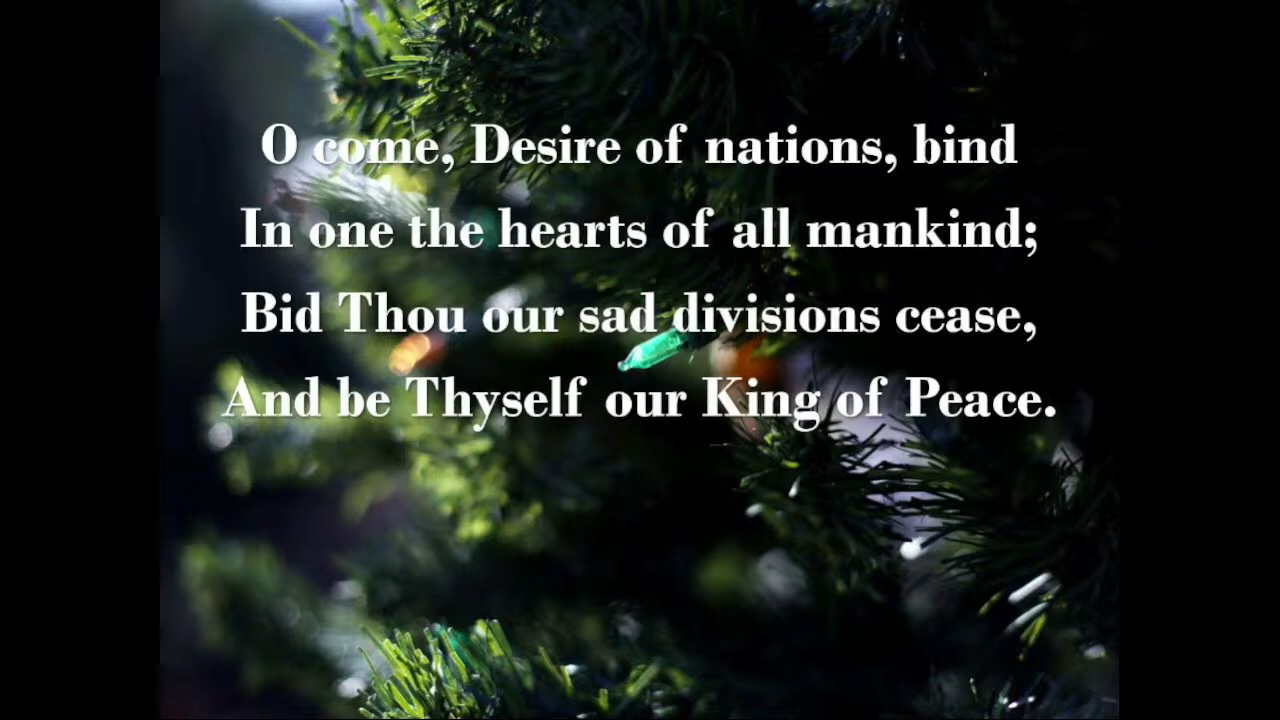 O come, Desire of nations, bind
In one the hearts of all mankind;
Bid Thou our sad divisions cease,
And be Thyself our King of Peace.